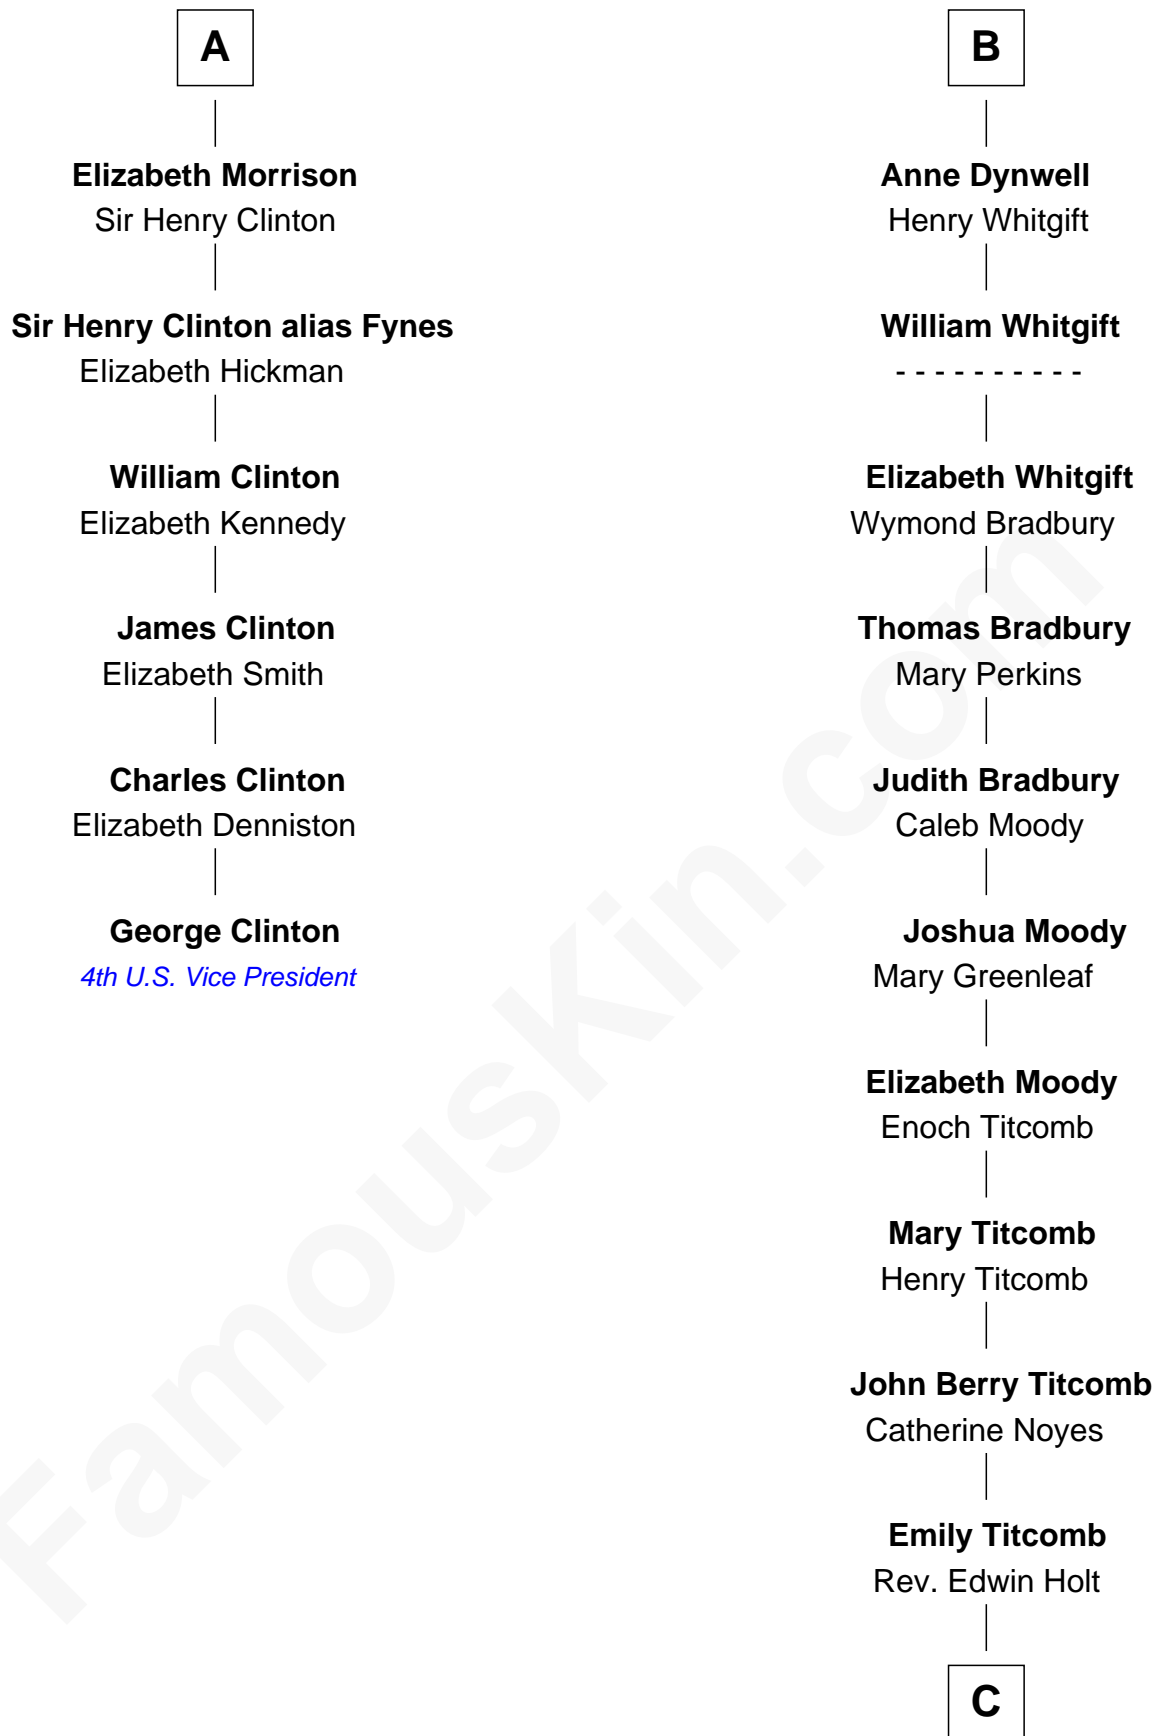 A
Elizabeth Morrison
Sir Henry Clinton
Sir Henry Clinton alias Fynes
Elizabeth Hickman
William Clinton
Elizabeth Kennedy
James Clinton
Elizabeth Smith
Charles Clinton
Elizabeth Denniston
George Clinton
4th U.S. Vice President
B
Anne Dynwell
Henry Whitgift
William Whitgift
- - - - - - - - - -
Elizabeth Whitgift
Wymond Bradbury
Thomas Bradbury
Mary Perkins
Judith Bradbury
Caleb Moody
Joshua Moody
Mary Greenleaf
Elizabeth Moody
Enoch Titcomb
Mary Titcomb
Henry Titcomb
John Berry Titcomb
Catherine Noyes
Emily Titcomb
Rev. Edwin Holt
C
FamousKin.com